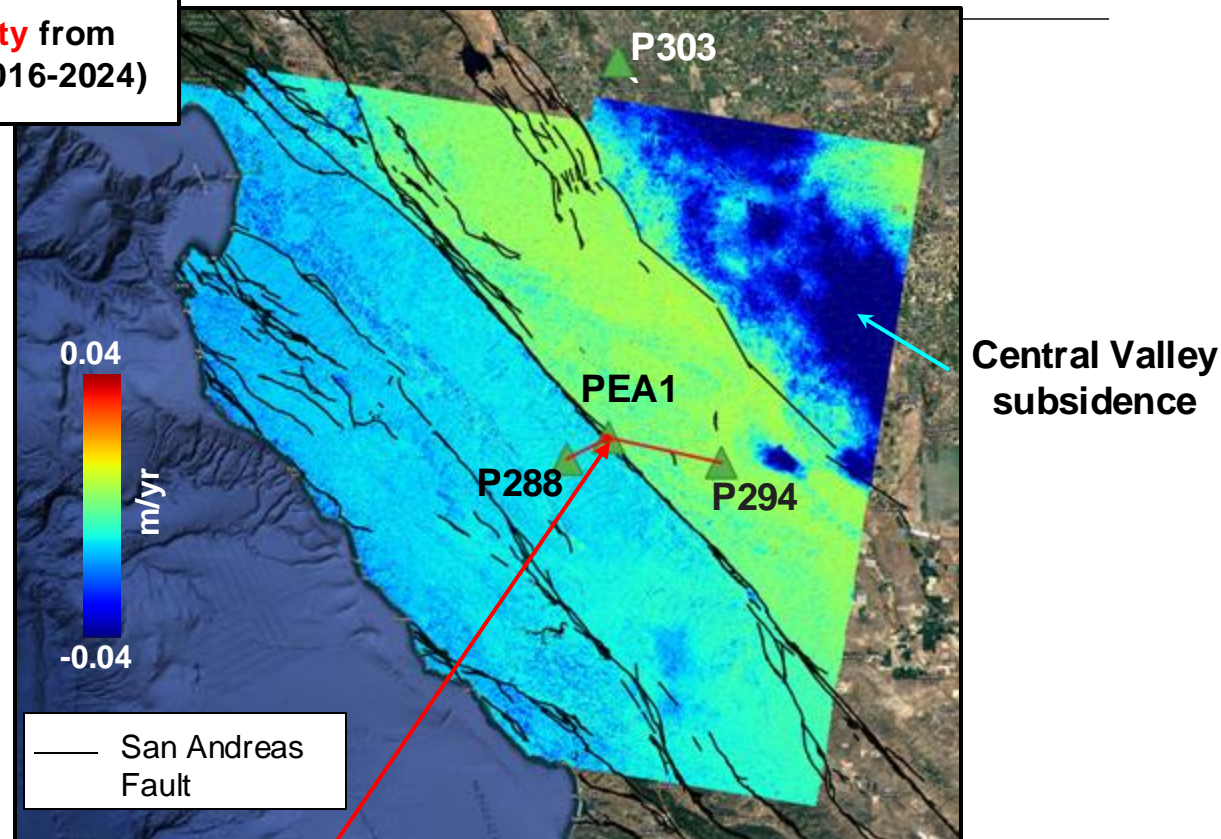 ty from
016-2024)
P303
`
0.04
PEA1
Central Valley
subsidence
P288
P294
m/yr
-0.04
San Andreas
Fault